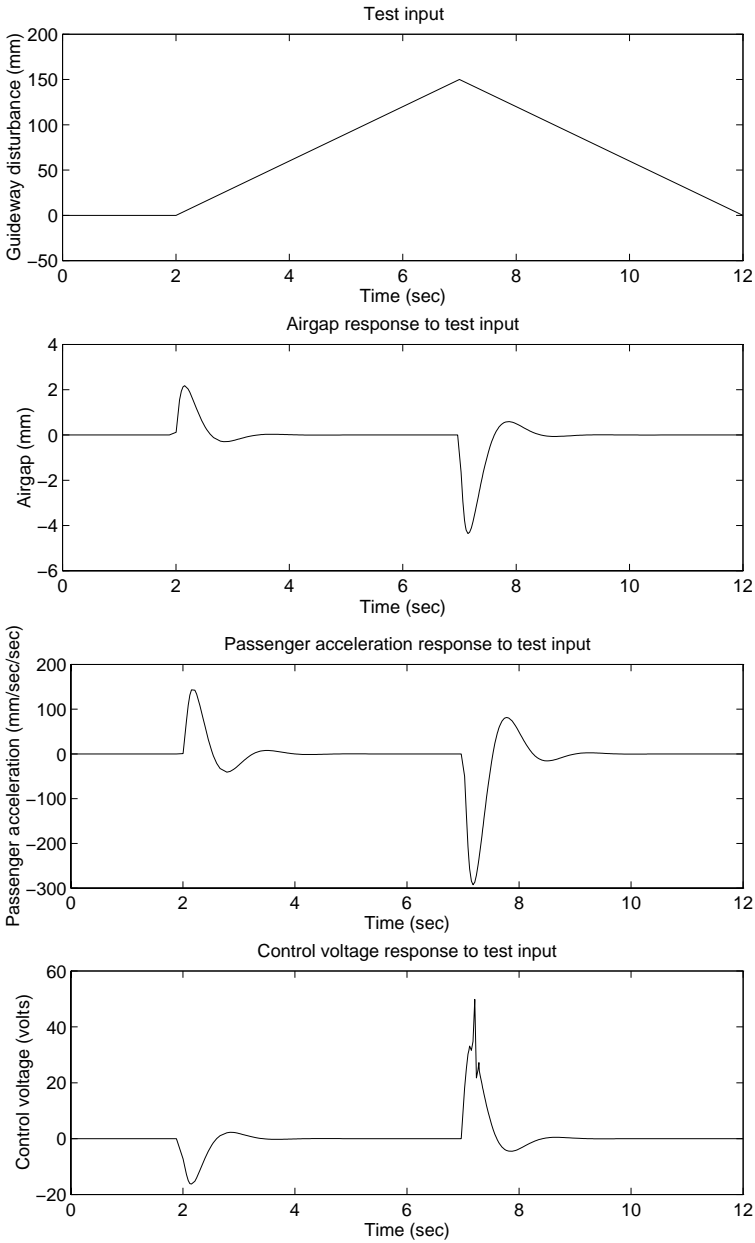 Test input
200
150
100
50
0
−50
Guideway disturbance (mm)
0 2 4 6 8 10 12
Time (sec)
Airgap response to test input
4
2
0
−2
−4
−6
Airgap (mm)
0 2 4 6 8 10 12
Time (sec)
Passenger acceleration response to test input
200
100
0
−100
−200
−300
Passenger acceleration (mm/sec/sec)
0 2 4 6 8 10 12
Time (sec)
Control voltage response to test input
60
40
20
0
−20
Control voltage (volts)
0 2 4 6 8 10 12
Time (sec)